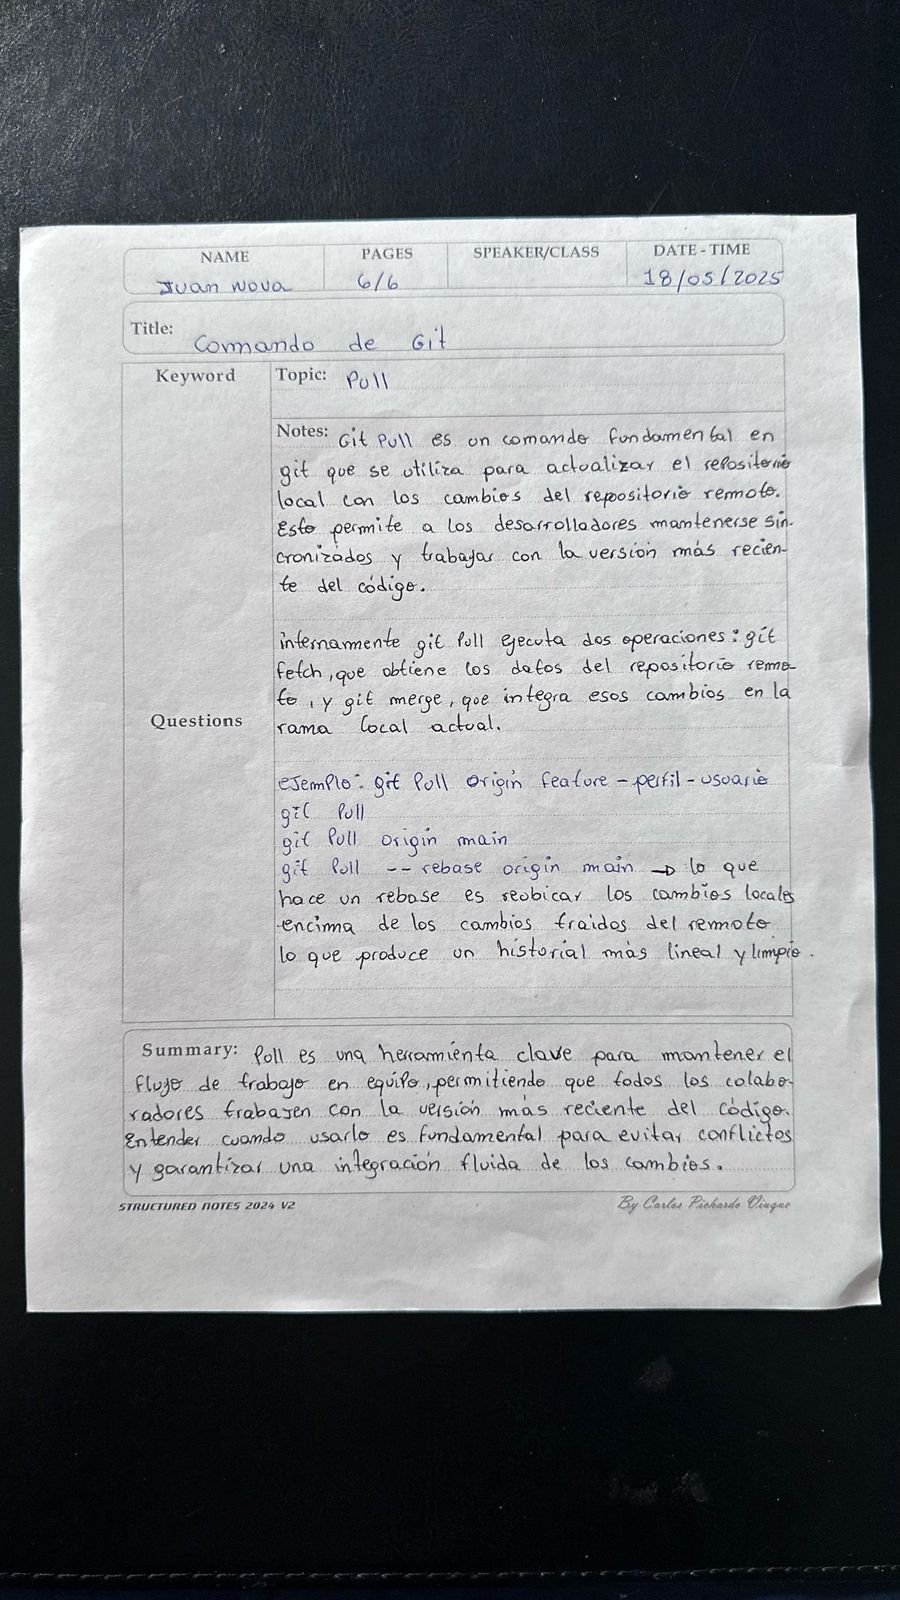 NAME PAGES SPEAKER/CLASS DATE-TIME
Juan Nova 6/6 18/05/2025
Title: Comando de Git
Keyword Topic: Pull
Notes: Git Pull es un comando fundamental en
git que se utiliza para actualizar el repositorio
local con los cambios del repositorio remoto.
Esto permite a los desarrolladores mantenerse sin-
cronizados y trabajar con la versión más recien-
te del código.
internamente git Pull ejecuta dos operaciones: git
fetch, que obtiene los datos del repositorio remo-
to, y git merge, que integra esos cambios en la
Questions
rama local actual.
ejemplo: git Pull origin feature-perfil-usuario
git Pull
git Pull origin main
git Pull --rebase origin main → lo que
hace un rebase es reubicar los cambios locales
encima de los cambios traidos del remoto
lo que produce un historial más lineal y limpio.
Summary: Pull es una herramienta clave para mantener el
flujo de trabajo en equipo, permitiendo que todos los colabo-
radores trabajen con la versión más reciente del código.
Entender cuando usarlo es fundamental para evitar conflictos
y garantizar una integración fluida de los cambios.
STRUCTURED NOTES 2024 V2 By Carlos Pichardo Viuque